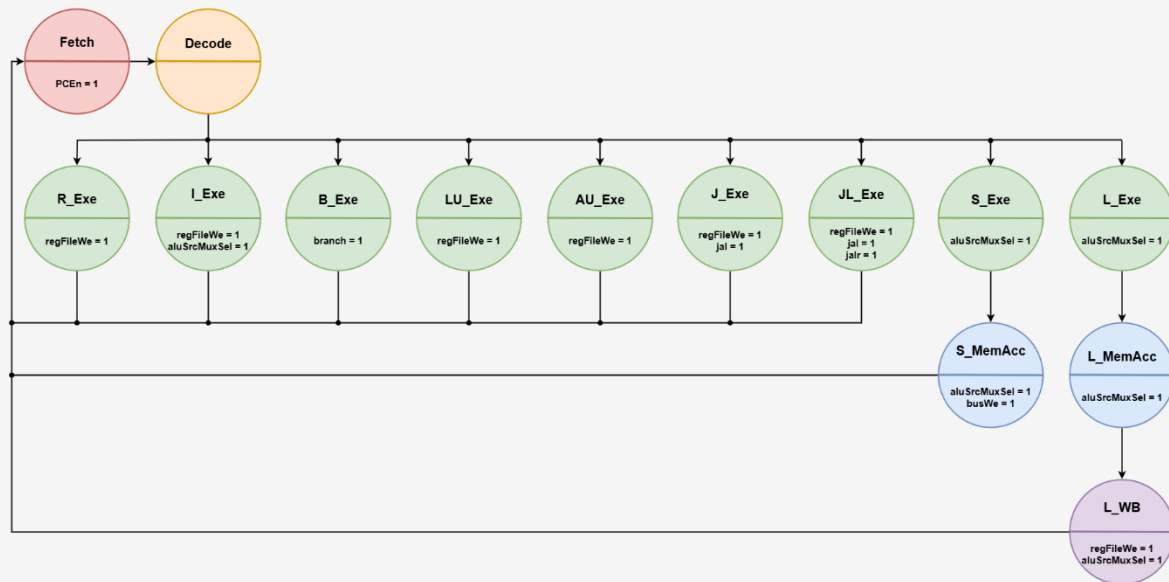 Fetch
PCEn = 1
Decode
R_Exe
regFileWe = 1
I_Exe
regFileWe = 1
aluSrcMuxSel = 1
B_Exe
branch = 1
LU_Exe
regFileWe = 1
AU_Exe
regFileWe = 1
J_Exe
regFileWe = 1
jal = 1
JL_Exe
regFileWe = 1
jal = 1
jalr = 1
S_Exe
aluSrcMuxSel = 1
L_Exe
aluSrcMuxSel = 1
S_MemAcc
aluSrcMuxSel = 1
busWe = 1
L_MemAcc
aluSrcMuxSel = 1
L_WB
regFileWe = 1
aluSrcMuxSel = 1